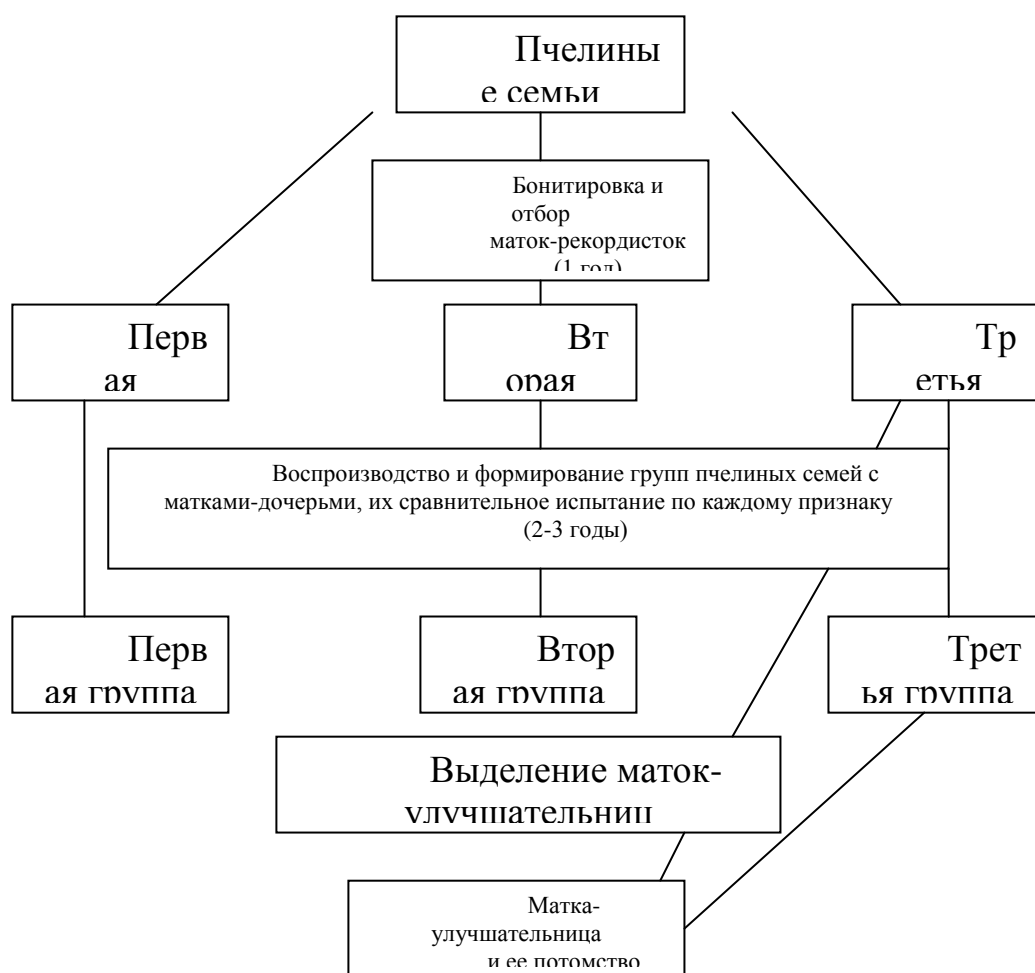 Пчелины
е семьи
Бонитировка и
отбор
маток-рекордисток
(1 год)
Перв
ая
Вт
орая
Тр
етья
Воспроизводство и формирование групп пчелиных семей с
матками-дочерьми, их сравнительное испытание по каждому признаку
(2-3 годы)
Перв
ая группа
Втор
ая группа
Трет
ья группа
Выделение маток-
улучшательниц
Матка-
улучшательница
и ее потомство